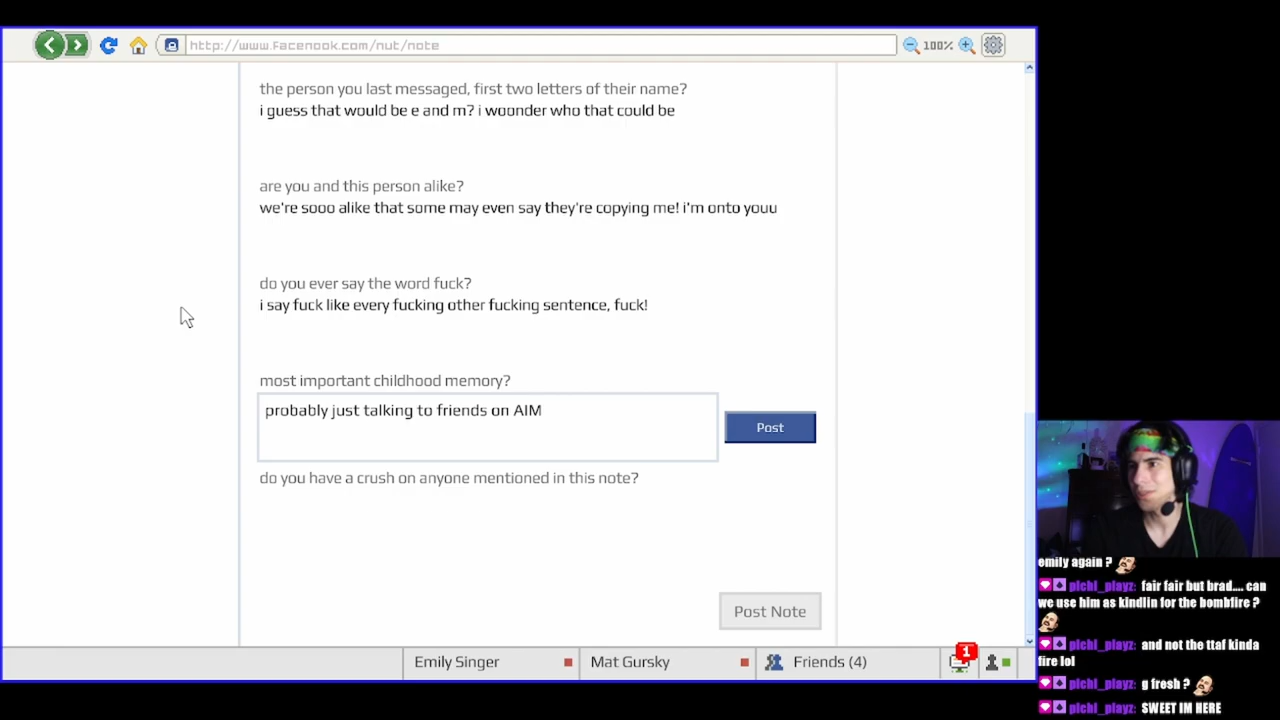 http://www.facenook.com/nut/note
100%
the person you last messaged, first two letters of their name?
i guess that would be e and m? i woonder who that could be
are you and this person alike?
we're sooo alike that some may even say they're copying me! i'm onto youu
do you ever say the word fuck?
i say fuck like every fucking other fucking sentence, fuck!
most important childhood memory?
probably just talking to friends on AIM
Post
do you have a crush on anyone mentioned in this note?
Post Note
Emily Singer
Mat Gursky
Friends (4)
1
emily again ?
plchl_playz: fair fair but brad.... can
we use him as kindlin for the bombfire ?
plchl_playz: and not the ttaf kinda
fire lol
plchl_playz: g fresh ?
plchl_playz: SWEET IM HERE